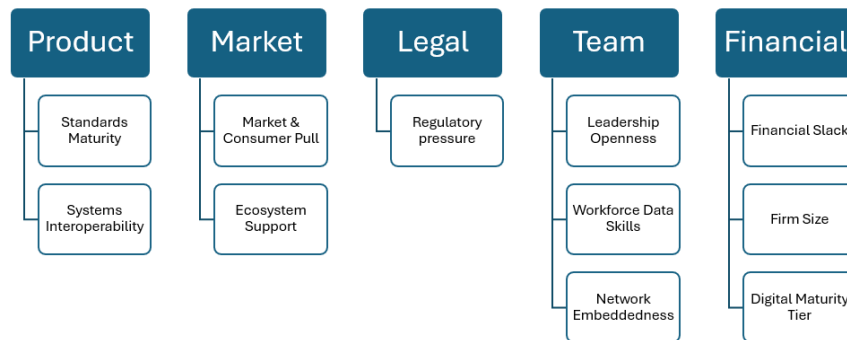 Product
Market
Legal
Team
Financial
Standards
Maturity
Market &
Consumer Pull
Regulatory
pressure
Leadership
Openness
Financial Slack
Systems
Interoperability
Ecosystem
Support
Workforce Data
Skills
Firm Size
Network
Embeddedness
Digital Maturity
Tier